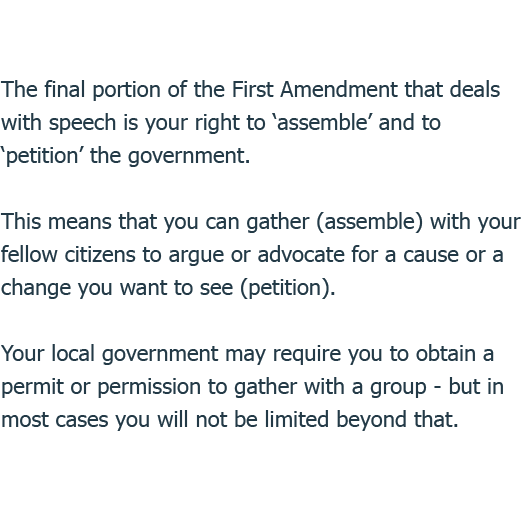 The final portion of the First Amendment that deals
with speech is your right to ‘assemble’ and to
‘petition’ the government.
This means that you can gather (assemble) with your
fellow citizens to argue or advocate for a cause or a
change you want to see (petition).
Your local government may require you to obtain a
permit or permission to gather with a group - but in
most cases you will not be limited beyond that.